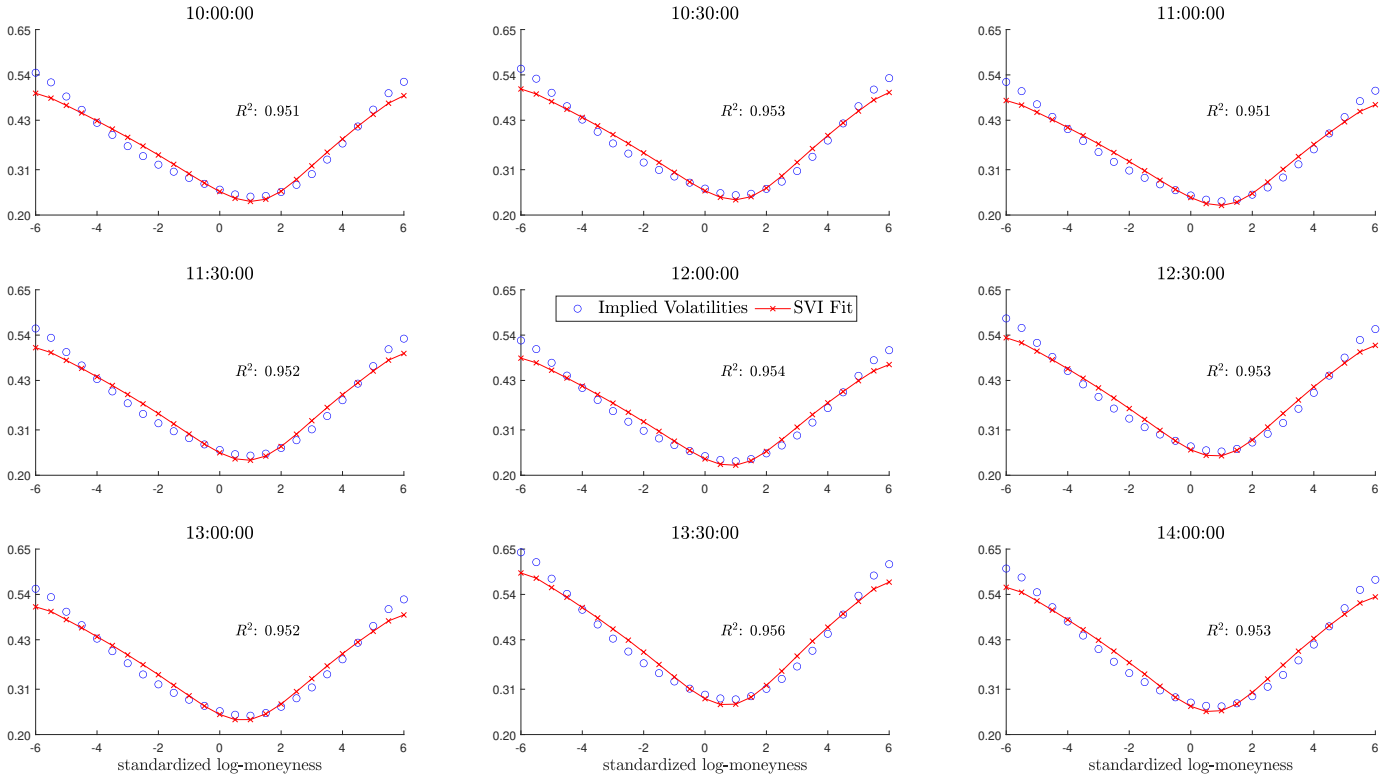 10:00:00
0.65
0.54
0.43
0.31
0.20
R²: 0.951
-6 -4 -2 0 2 4 6
10:30:00
0.65
0.54
0.43
0.31
0.20
R²: 0.953
-6 -4 -2 0 2 4 6
11:00:00
0.65
0.54
0.43
0.31
0.20
R²: 0.951
-6 -4 -2 0 2 4 6
11:30:00
0.65
0.54
0.43
0.31
0.20
R²: 0.952
-6 -4 -2 0 2 4 6
12:00:00
Implied Volatilities SVI Fit
0.65
0.54
0.43
0.31
0.20
R²: 0.954
-6 -4 -2 0 2 4 6
12:30:00
0.65
0.54
0.43
0.31
0.20
R²: 0.953
-6 -4 -2 0 2 4 6
13:00:00
0.65
0.54
0.43
0.31
0.20
R²: 0.952
-6 -4 -2 0 2 4 6
standardized log-moneyness
13:30:00
0.65
0.54
0.43
0.31
0.20
R²: 0.956
-6 -4 -2 0 2 4 6
standardized log-moneyness
14:00:00
0.65
0.54
0.43
0.31
0.20
R²: 0.953
-6 -4 -2 0 2 4 6
standardized log-moneyness